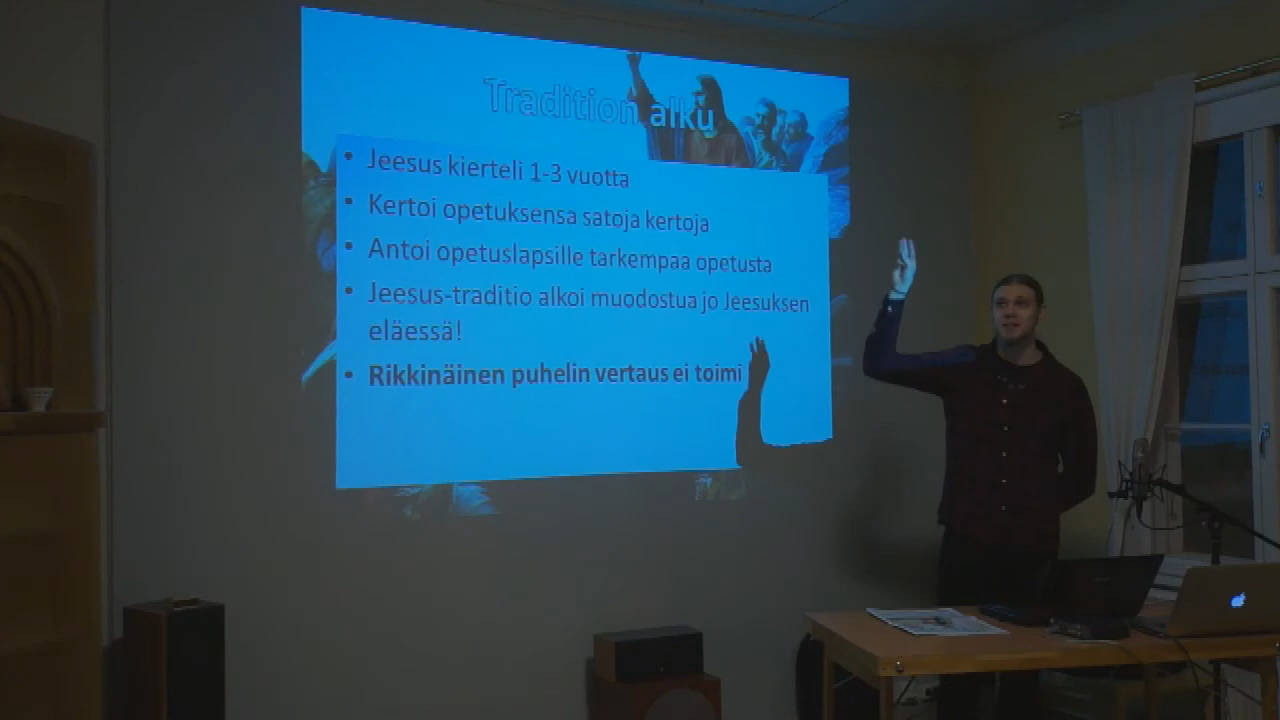 Tradition alku
• Jeesus kierteli 1-3 vuotta
• Kertoi opetuksensa satoja kertoja
• Antoi opetuslapsille tarkempaa opetusta
• Jeesus-traditio alkoi muodostua jo Jeesuksen
eläessä!
• Rikkinäinen puhelin vertaus ei toimi